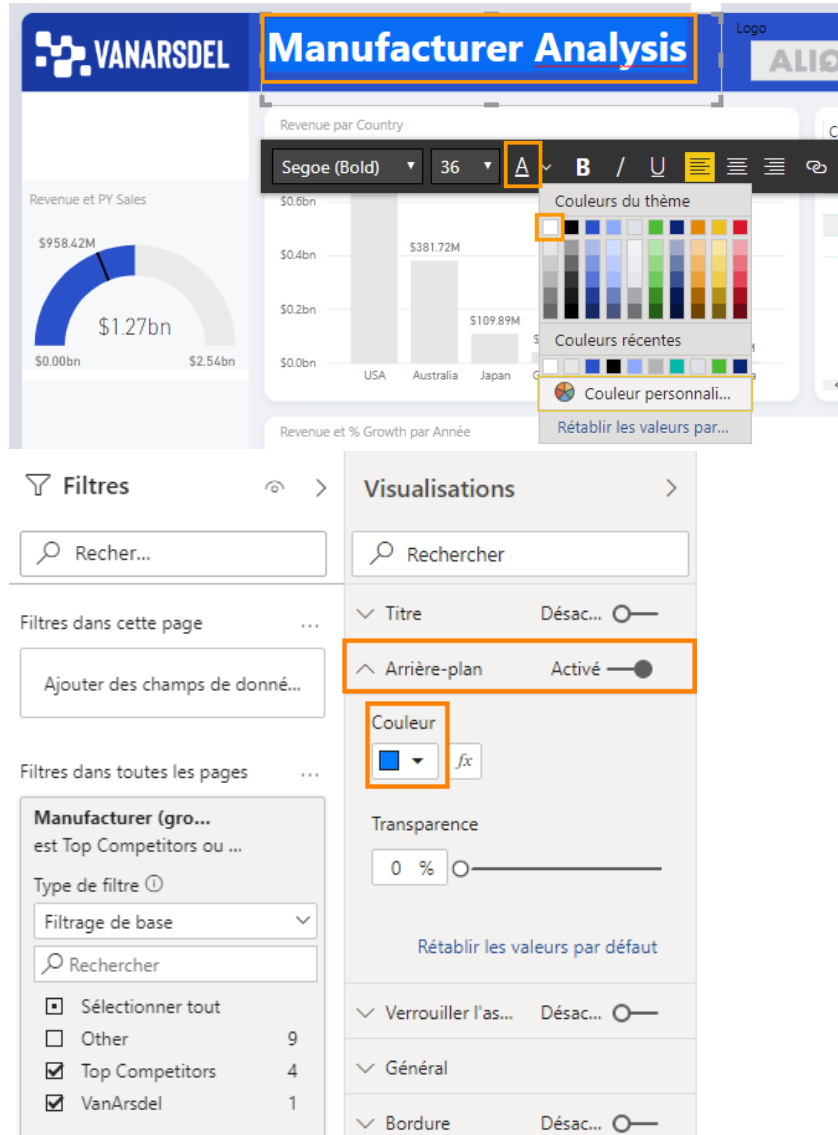 VANARSDEL
Manufacturer Analysis
Logo
Revenue par Country
Segoe (Bold) 36 A B / U
Couleurs du thème
Revenue et PY Sales
$958.42M
$1.27bn
$0.00bn $2.54bn
$0.6bn
$0.4bn
$0.2bn
$0.0bn
$381.72M
$109.89M
USA Australia Japan
Couleurs récentes
Couleur personnali...
Rétablir les valeurs par...
Revenue et % Growth par Année
Filtres
Recher...
Filtres dans cette page ...
Ajouter des champs de donné...
Filtres dans toutes les pages ...
Manufacturer (gro...
est Top Competitors ou ...
Type de filtre
Filtrage de base
Rechercher
Sélectionner tout
Other 9
Top Competitors 4
VanArsdel 1
Visualisations
Rechercher
Titre Désac...
Arrière-plan Activé
Couleur
fx
Transparence
0 %
Rétablir les valeurs par défaut
Verrouiller l'as... Désac...
Général
Bordure Désac...